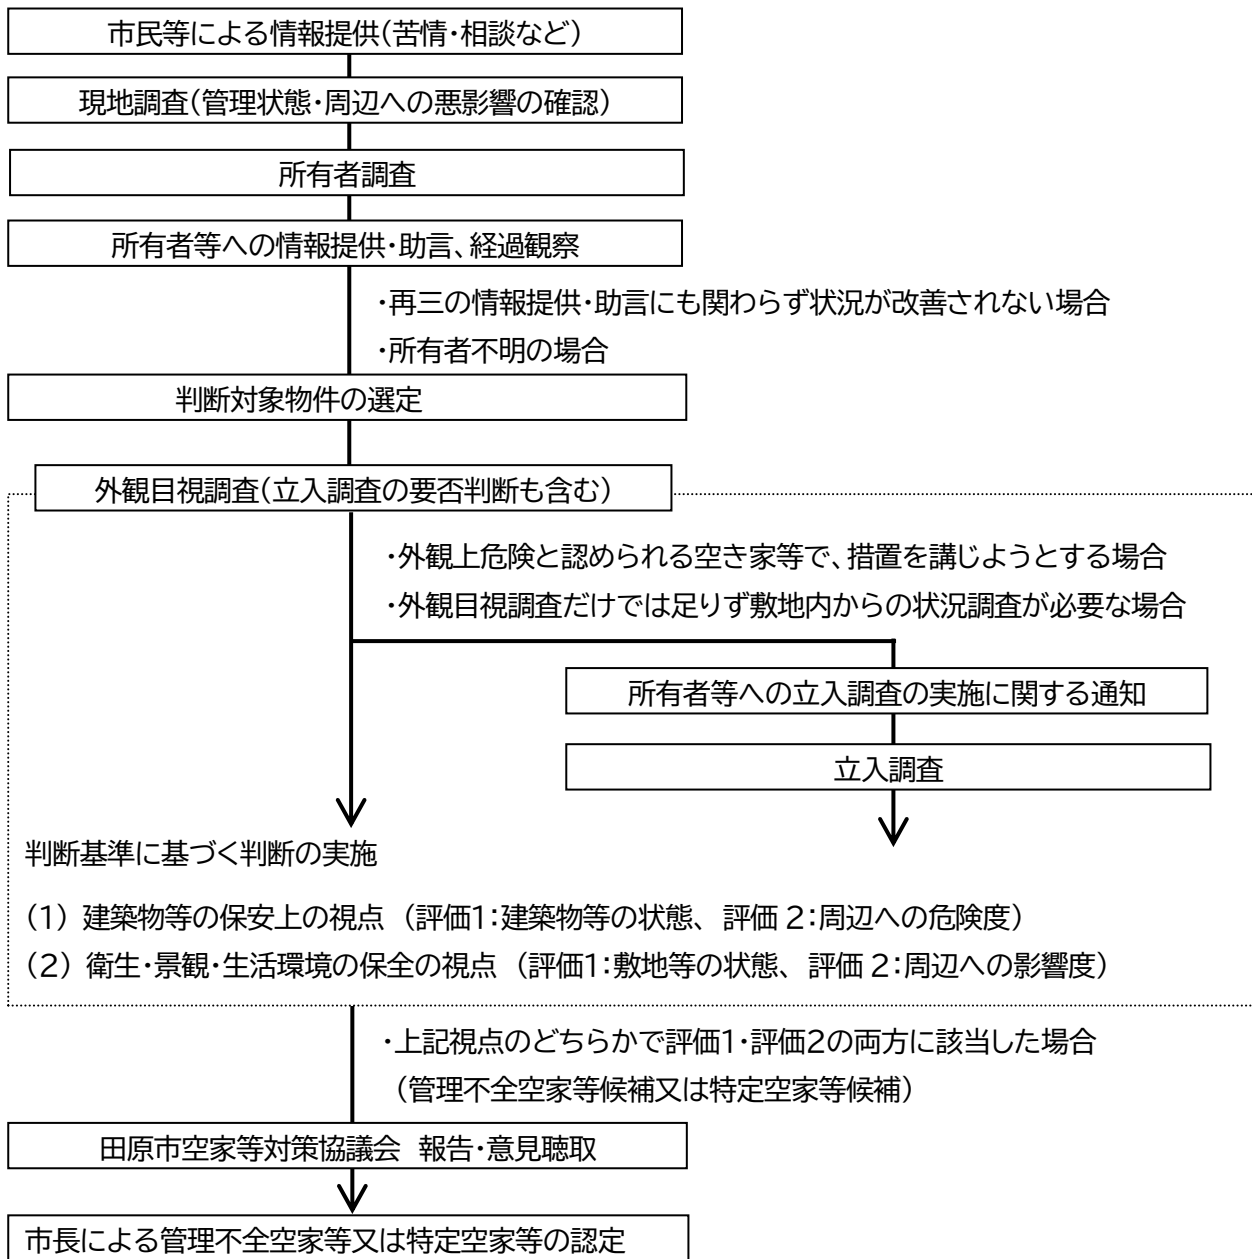 市民等による情報提供(苦情・相談など)
現地調査(管理状態・周辺への悪影響の確認)
所有者調査
所有者等への情報提供・助言、経過観察
・再三の情報提供・助言にも関わらず状況が改善されない場合
・所有者不明の場合
判断対象物件の選定
外観目視調査(立入調査の要否判断も含む)
・外観上危険と認められる空き家等で、措置を講じようとする場合
・外観目視調査だけでは足りず敷地内からの状況調査が必要な場合
所有者等への立入調査の実施に関する通知
立入調査
判断基準に基づく判断の実施
(1) 建築物等の保安上の視点 (評価1:建築物等の状態、 評価 2:周辺への危険度)
(2) 衛生・景観・生活環境の保全の視点 (評価1:敷地等の状態、 評価 2:周辺への影響度)
・上記視点のどちらかで評価1・評価2の両方に該当した場合
(管理不全空家等候補又は特定空家等候補)
田原市空家等対策協議会 報告・意見聴取
市長による管理不全空家等又は特定空家等の認定